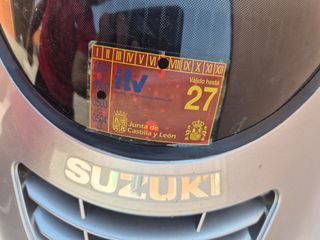 I II III IV V VI VII VIII IX X XI XII
itv
Válido hasta
27
Junta de
Castilla y León
SUZUKI